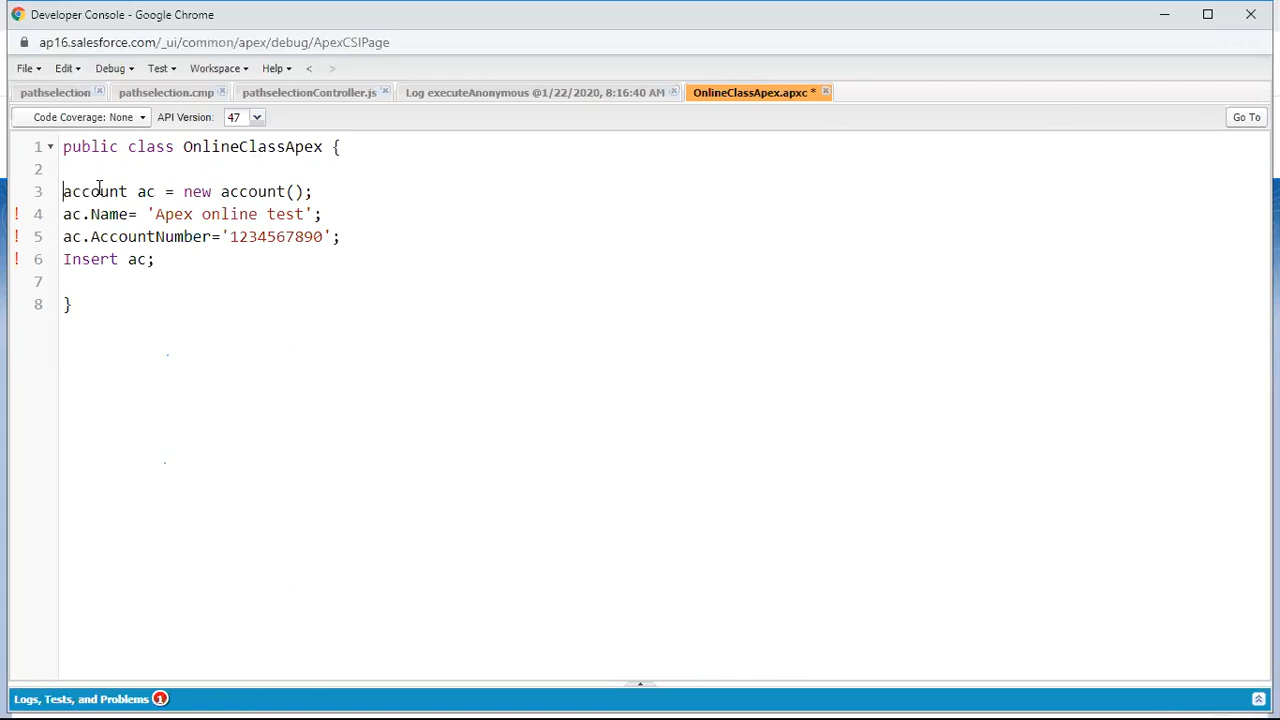 Developer Console - Google Chrome
ap16.salesforce.com/_ui/common/apex/debug/ApexCSIPage
File Edit Debug Test Workspace Help < >
pathselection pathselection.cmp pathselectionController.js Log executeAnonymous @1/22/2020, 8:16:40 AM OnlineClassApex.apxc *
Code Coverage: None API Version: 47 Go To
1 public class OnlineClassApex {
2
3 account ac = new account();
! 4 ac.Name= 'Apex online test';
! 5 ac.AccountNumber='1234567890';
! 6 Insert ac;
7
8 }
Logs, Tests, and Problems 1